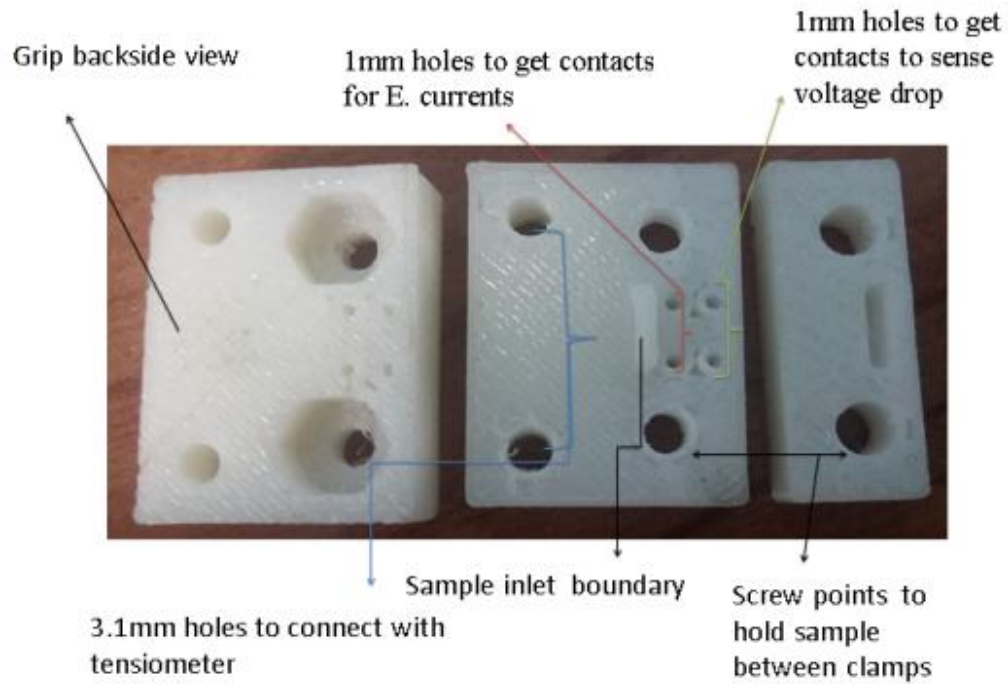 Grip backside view
1mm holes to get contacts
for E. currents
1mm holes to get
contacts to sense
voltage drop
3.1mm holes to connect with
tensiometer
Sample inlet boundary
Screw points to
hold sample
between clamps